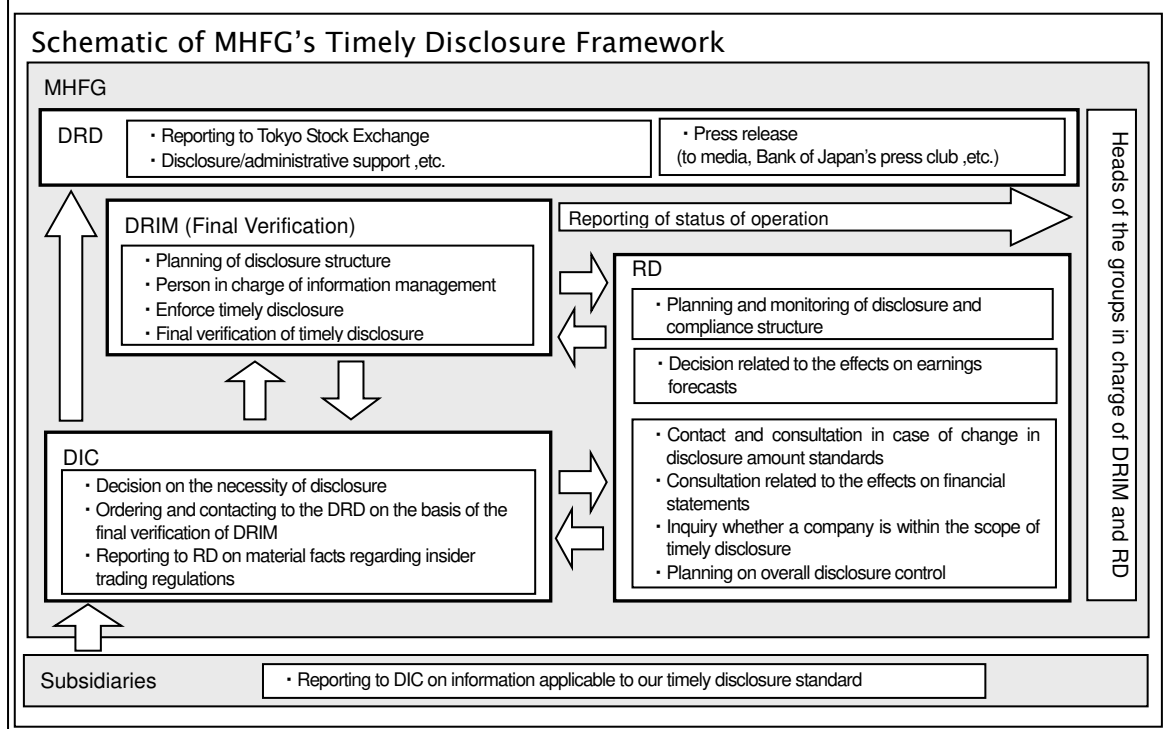 Schematic of MHFG's Timely Disclosure Framework
MHFG
DRD
・Reporting to Tokyo Stock Exchange
・Disclosure/administrative support ,etc.
・Press release
(to media, Bank of Japan's press club ,etc.)
Heads of the groups in charge of DRIM and RD
Reporting of status of operation
DRIM (Final Verification)
・Planning of disclosure structure
・Person in charge of information management
・Enforce timely disclosure
・Final verification of timely disclosure
RD
・Planning and monitoring of disclosure and
compliance structure
・Decision related to the effects on earnings
forecasts
・Contact and consultation in case of change in
disclosure amount standards
・Consultation related to the effects on financial
statements
・Inquiry whether a company is within the scope of
timely disclosure
・Planning on overall disclosure control
DIC
・Decision on the necessity of disclosure
・Ordering and contacting to the DRD on the basis of the
final verification of DRIM
・Reporting to RD on material facts regarding insider
trading regulations
Subsidiaries
・Reporting to DIC on information applicable to our timely disclosure standard